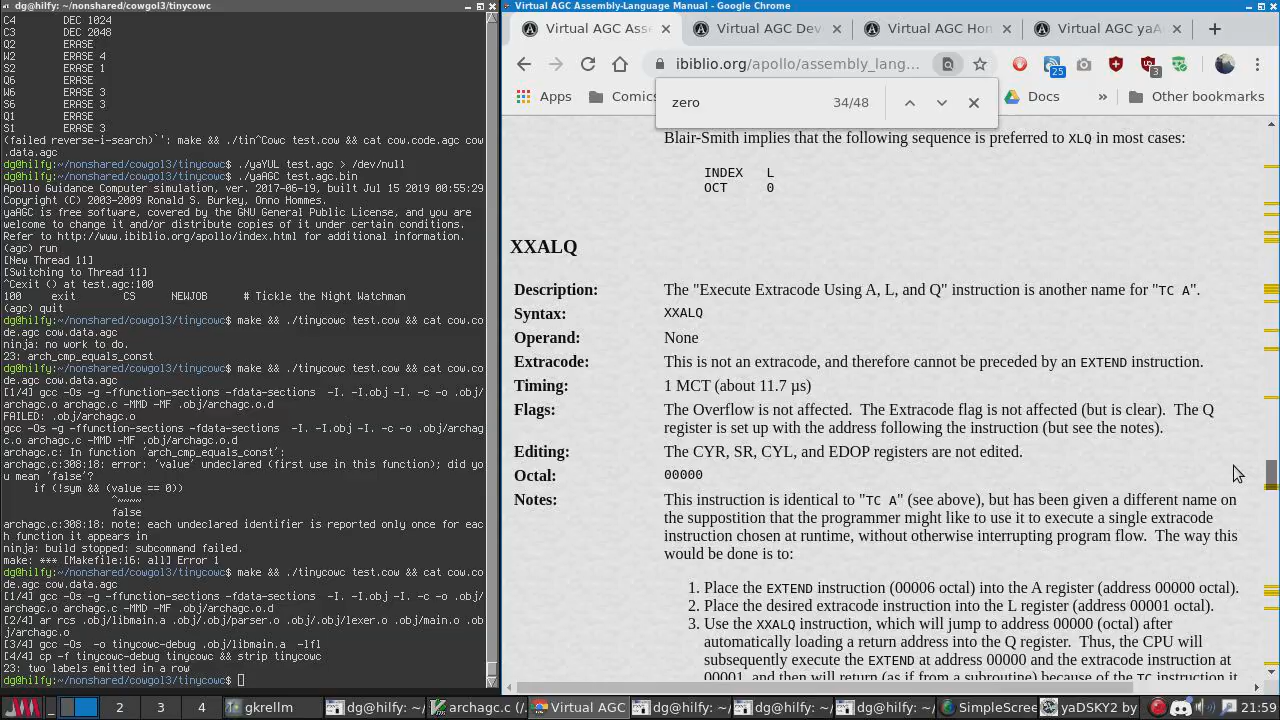 dg@hilfy: ~/nonshared/cowgol3/tinycowc
C4 DEC 1024
C3 DEC 2048
Q2 ERASE
W2 ERASE 4
S2 ERASE 1
Q6 ERASE
W6 ERASE 3
S6 ERASE 3
Q1 ERASE
S1 ERASE 3
(failed reverse-i-search)`': make && ./tin^Cowc test.cow && cat cow.code.agc co
w.data.agc
dg@hilfy:~/nonshared/cowgol3/tinycowc$ ./yaYUL test.agc > /dev/null
dg@hilfy:~/nonshared/cowgol3/tinycowc$ ./yaAGC test.agc.bin
Apollo Guidance Computer simulation, ver. 2017-06-19, built Jul 15 2019 00:55:29
Copyright (C) 2003-2009 Ronald S. Burkey, Onno Hommes.
yaAGC is free software, covered by the GNU General Public License, and you are
welcome to change it and/or distribute copies of it under certain conditions.
Refer to http://www.ibiblio.org/apollo/index.html for additional information.
(agc) run
[New Thread 11]
[Switching to Thread 11]
^Cexit () at test.agc:100
100 exit CS NEWJOB # Tickle the Night Watchman
(agc) quit
dg@hilfy:~/nonshared/cowgol3/tinycowc$ make && ./tinycowc test.cow && cat cow.co
de.agc cow.data.agc
ninja: no work to do.
23: arch_cmp_equals_const
dg@hilfy:~/nonshared/cowgol3/tinycowc$ make && ./tinycowc test.cow && cat cow.co
de.agc cow.data.agc
[1/4] gcc -Os -g -ffunction-sections -fdata-sections -I. -I.obj -I. -c -o .obj/
archagc.o archagc.c -MMD -MF .obj/archagc.o.d
FAILED: .obj/archagc.o
gcc -Os -g -ffunction-sections -fdata-sections -I. -I.obj -I. -c -o .obj/archag
c.o archagc.c -MMD -MF .obj/archagc.o.d
archagc.c: In function ‘arch_cmp_equals_const’:
archagc.c:308:18: error: ‘value’ undeclared (first use in this function); did yo
u mean ‘false’?
if (!sym && (value == 0))
^~~~~
false
archagc.c:308:18: note: each undeclared identifier is reported only once for eac
h function it appears in
ninja: build stopped: subcommand failed.
make: *** [Makefile:16: all] Error 1
dg@hilfy:~/nonshared/cowgol3/tinycowc$ make && ./tinycowc test.cow && cat cow.co
de.agc cow.data.agc
[1/4] gcc -Os -g -ffunction-sections -fdata-sections -I. -I.obj -I. -c -o .obj/
archagc.o archagc.c -MMD -MF .obj/archagc.o.d
[2/4] ar rcs .obj/libmain.a .obj/parser.o .obj/lexer.o .obj/main.o .ob
j/archagc.o
[3/4] gcc -Os -o tinycowc-debug .obj/libmain.a -lfl
[4/4] cp -f tinycowc-debug tinycowc && strip tinycowc
23: two labels emitted in a row
dg@hilfy:~/nonshared/cowgol3/tinycowc$
Virtual AGC Assembly-Language Manual - Google Chrome
Virtual AGC Asse
Virtual AGC Dev
Virtual AGC Hom
Virtual AGC yaA
ibiblio.org/apollo/assembly_lang...
25
3
Apps
Comics
Docs
»
Other bookmarks
zero 34/48
Blair-Smith implies that the following sequence is preferred to XLQ in most cases:
INDEX L
OCT 0
XXALQ
Description: The "Execute Extracode Using A, L, and Q" instruction is another name for "TC A".
Syntax: XXALQ
Operand: None
Extracode: This is not an extracode, and therefore cannot be preceded by an EXTEND instruction.
Timing: 1 MCT (about 11.7 µs)
Flags: The Overflow is not affected. The Extracode flag is not affected (but is clear). The Q
register is set up with the address following the instruction (but see the notes).
Editing: The CYR, SR, CYL, and EDOP registers are not edited.
Octal: 00000
Notes: This instruction is identical to "TC A" (see above), but has been given a different name on
the suppostition that the programmer might like to use it to execute a single extracode
instruction chosen at runtime, without otherwise interrupting program flow. The way this
would be done is to:
1. Place the EXTEND instruction (00006 octal) into the A register (address 00000 octal).
2. Place the desired extracode instruction into the L register (address 00001 octal).
3. Use the XXALQ instruction, which will jump to address 00000 (octal) after
automatically loading a return address into the Q register. Thus, the CPU will
subsequently execute the EXTEND at address 00000 and the extracode instruction at
00001, and then will return (as if from a subroutine) because of the TC instruction it
2
3
4
gkrellm
dg@hilfy: ~/
archagc.c (/
Virtual AGC
dg@hilfy: ~/
dg@hilfy: ~/
dg@hilfy: ~/
SimpleScree
yaDSKY2 by
21:59